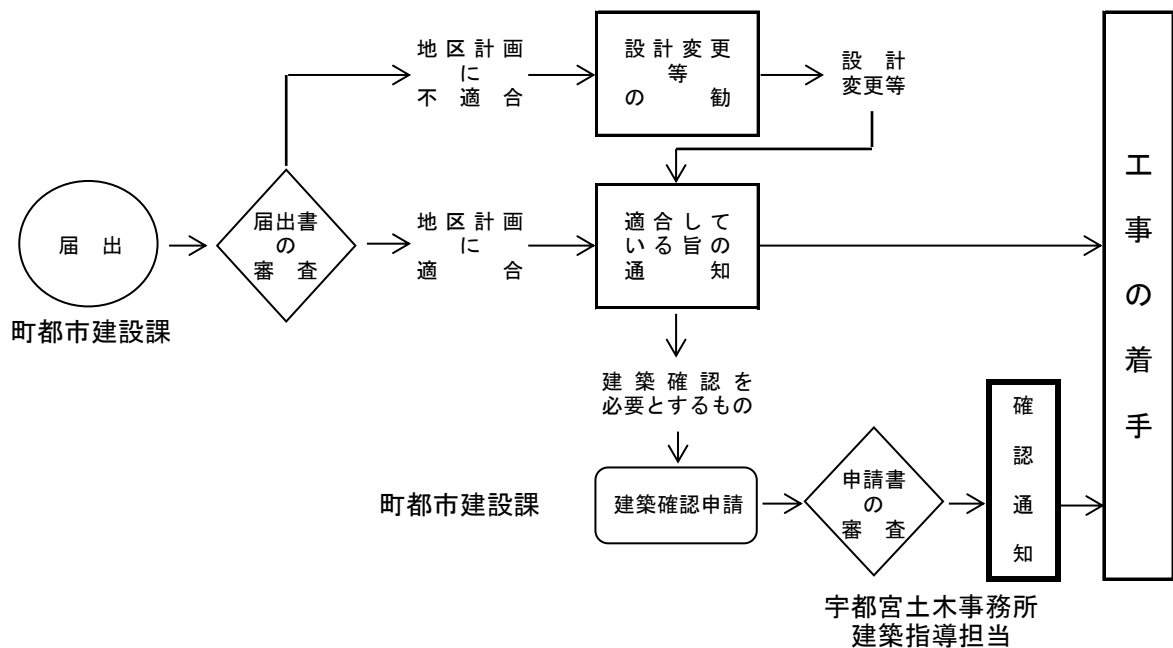 届出
町都市建設課
届出書
の
審査
地区計画
に
不適合
設計変更
等
の勧
設計
変更等
地区計画
に
適合
適合して
いる旨の
通知
建築確認を
必要とするもの
町都市建設課
建築確認申請
申請書
の
審査
宇都宮土木事務所
建築指導担当
確認通知
工事の着手